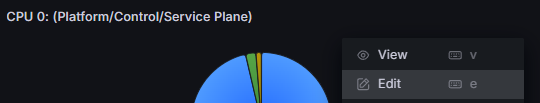 CPU 0: (Platform/Control/Service Plane)
View v
Edit e